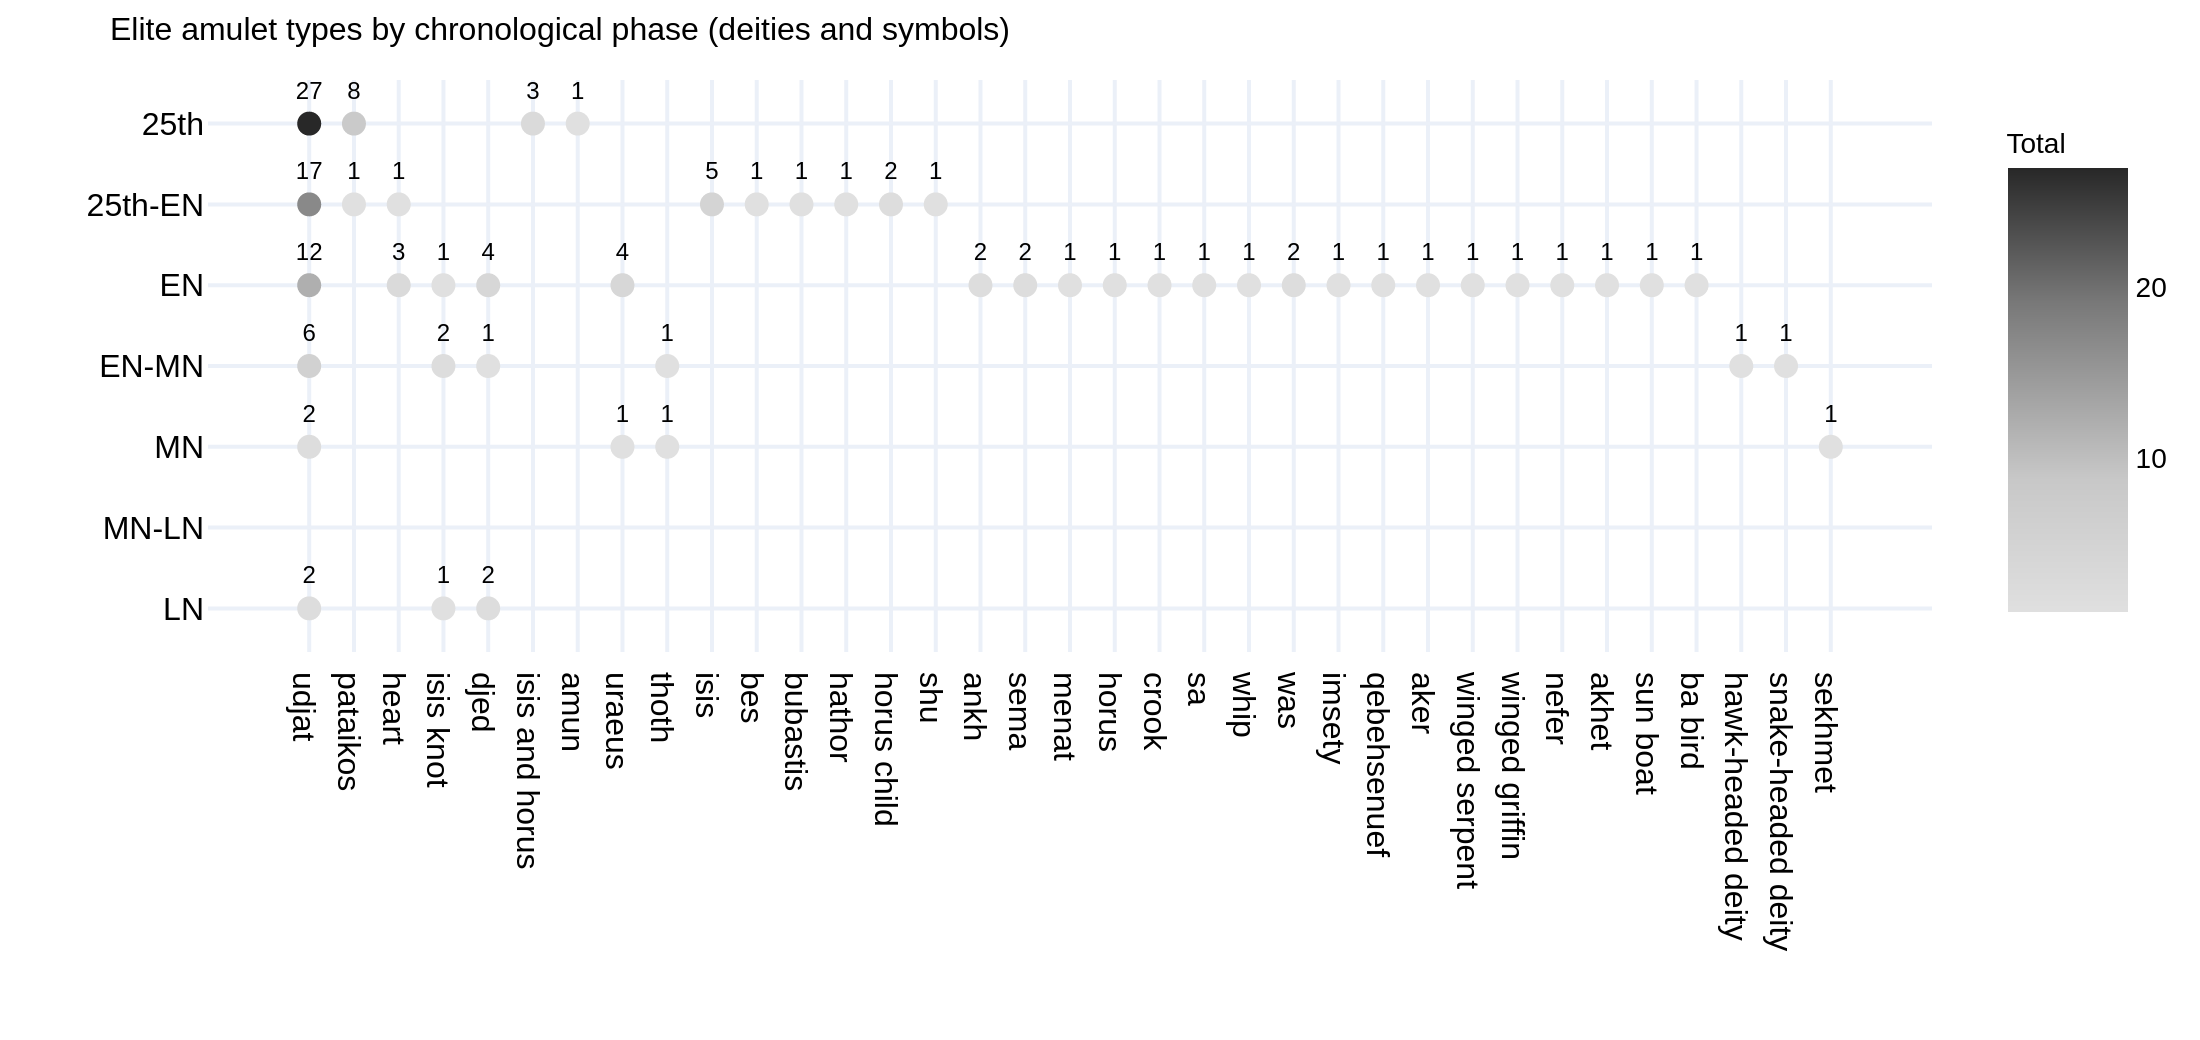 Elite amulet types by chronological phase (deities and symbols)
27 8 3 1
25th
17 1 1 5 1 1 1 2 1
25th-EN
12 3 1 4 4 2 2 1 1 1 1 1 2 1 1 1 1 1 1 1 1 1
EN
6 2 1 1 1 1
EN-MN
2 1 1 1
MN
MN-LN
2 1 2
LN
udjat
pataikos
heart
isis knot
djed
isis and horus
amun
uraeus
thoth
isis
bes
bubastis
hathor
horus child
shu
ankh
sema
menat
horus
crook
sa
whip
was
imsety
qebehsenuef
aker
winged serpent
winged griffin
nefer
akhet
sun boat
ba bird
hawk-headed deity
snake-headed deity
sekhmet
Total
20
10